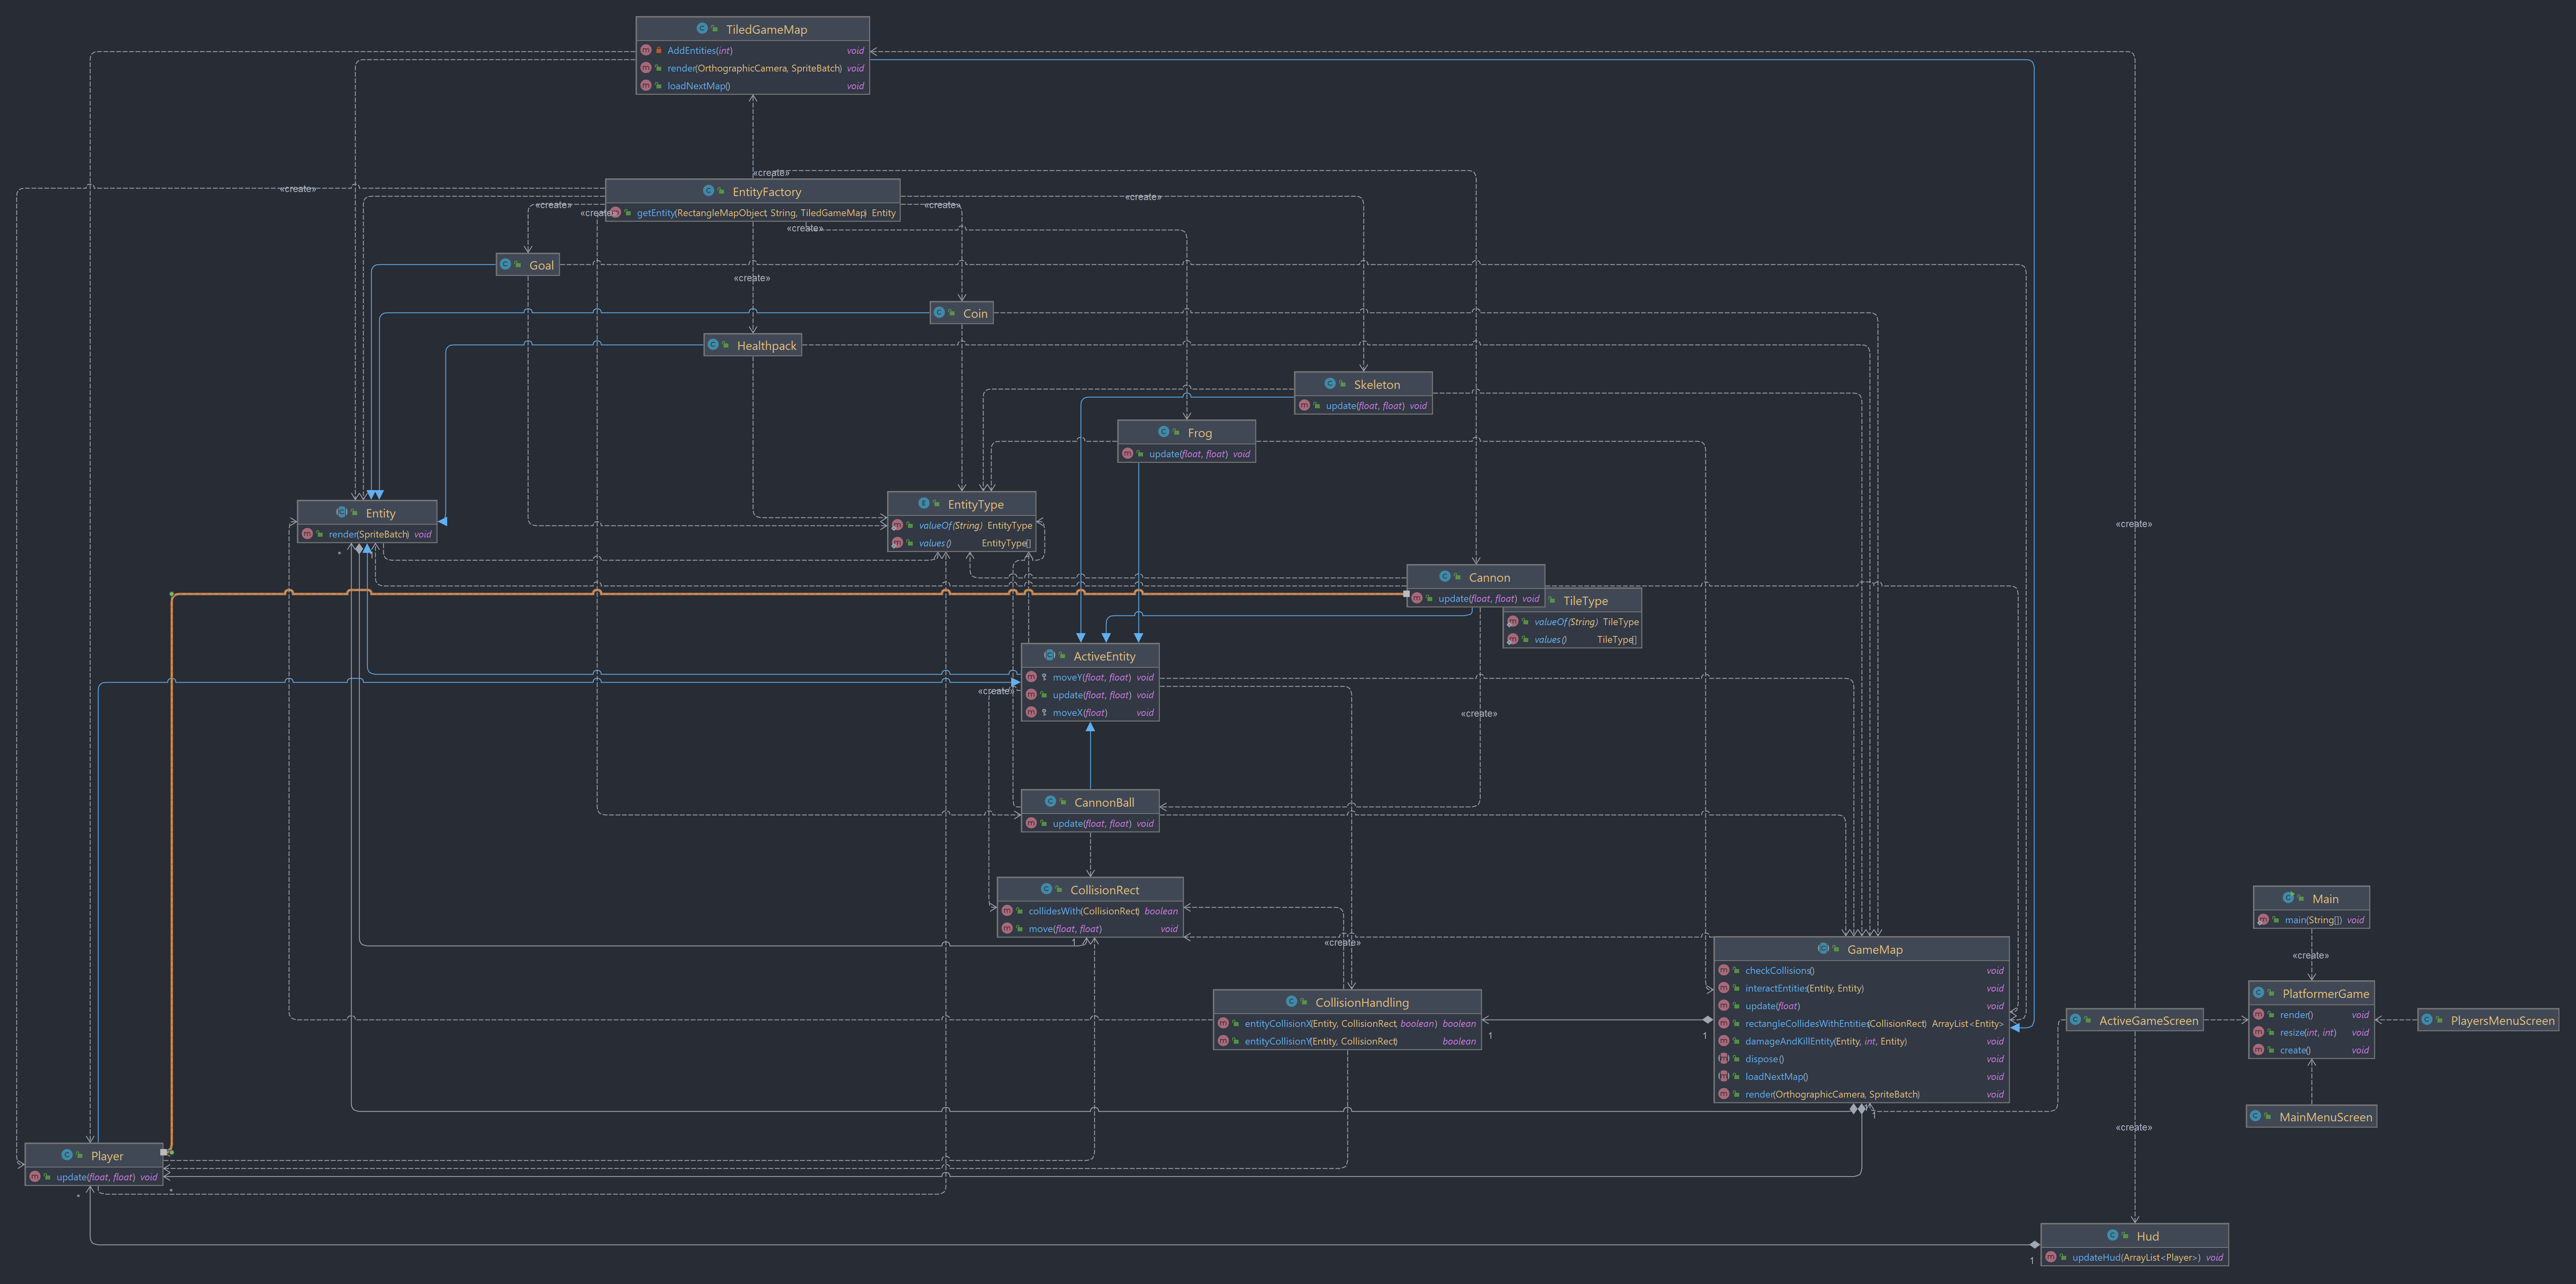 TiledGameMap
AddEntities(int) void
render(OrthographicCamera, SpriteBatch) void
loadNextMap() void
«create»
«create»
EntityFactory
getEntity(RectangleMapObject, String, TiledGameMap) Entity
«create»
«create»
«create»
«create»
«create»
Goal
«create»
Coin
Healthpack
Skeleton
update(float, float) void
Frog
update(float, float) void
Entity
render(SpriteBatch) void
*
EntityType
valueOf(String) EntityType
values() EntityType[]
«create»
Cannon
update(float, float) void
TileType
valueOf(String) TileType
values() TileType[]
ActiveEntity
moveY(float, float) void
update(float, float) void
moveX(float) void
«create»
«create»
CannonBall
update(float, float) void
CollisionRect
collidesWith(CollisionRect) boolean
move(float, float) void
1
«create»
Main
main(String[]) void
«create»
GameMap
checkCollisions() void
interactEntities(Entity, Entity) void
update(float) void
rectangleCollidesWithEntities(CollisionRect) ArrayList<Entity>
damageAndKillEntity(Entity, int, Entity) void
dispose() void
loadNextMap() void
render(OrthographicCamera, SpriteBatch) void
1
1
CollisionHandling
entityCollisionX(Entity, CollisionRect, boolean) boolean
entityCollisionY(Entity, CollisionRect) boolean
1
1
ActiveGameScreen
PlatformerGame
render() void
resize(int, int) void
create() void
PlayersMenuScreen
MainMenuScreen
«create»
Player
update(float, float) void
*
*
Hud
updateHud(ArrayList<Player>) void
1